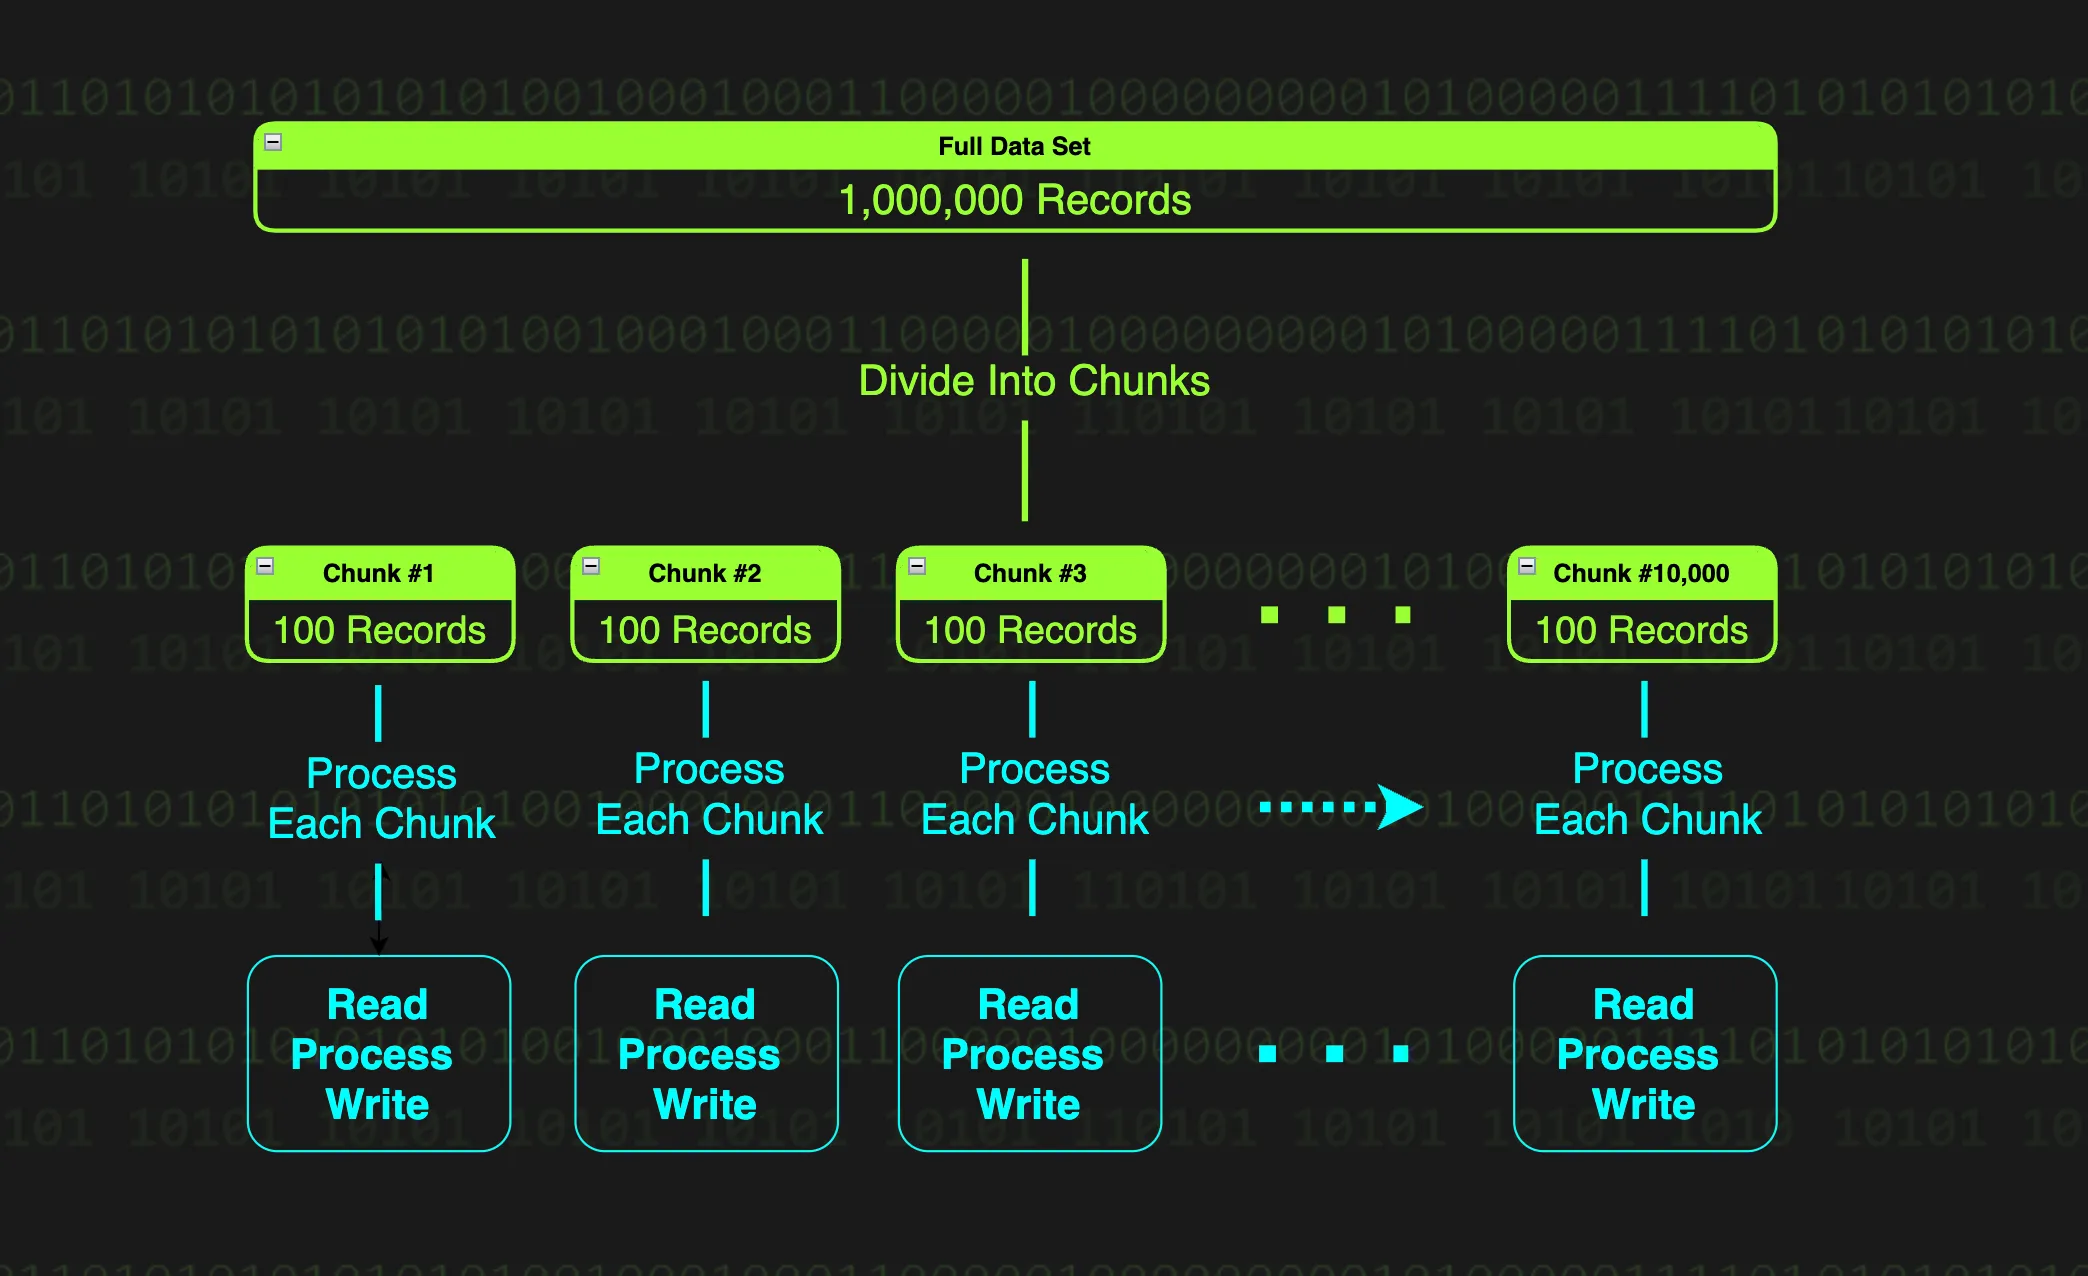 Full Data Set
1,000,000 Records
Divide Into Chunks
Chunk #1
100 Records
Chunk #2
100 Records
Chunk #3
100 Records
Chunk #10,000
100 Records
Process
Each Chunk
Process
Each Chunk
Process
Each Chunk
Process
Each Chunk
Read
Process
Write
Read
Process
Write
Read
Process
Write
Read
Process
Write